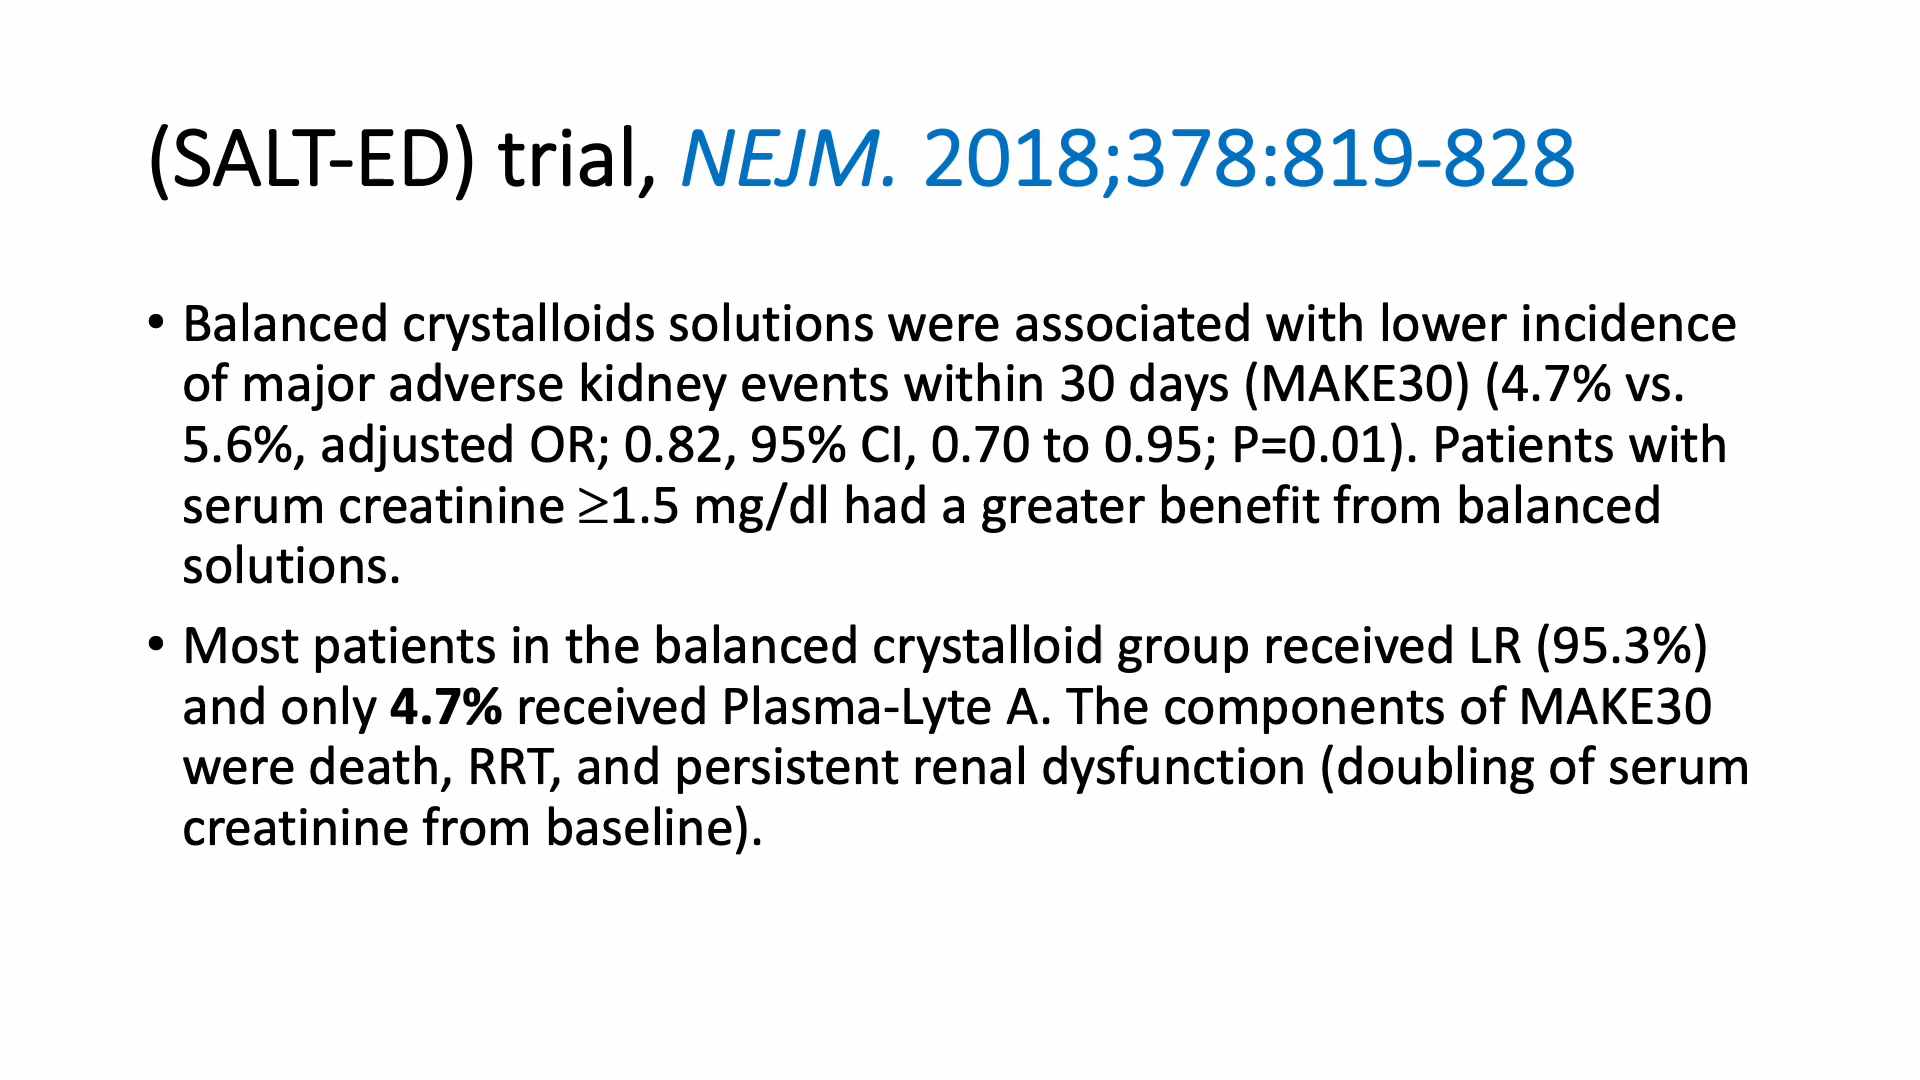 (SALT-ED) trial, NEJM. 2018;378:819-828
• Balanced crystalloids solutions were associated with lower incidence
of major adverse kidney events within 30 days (MAKE30) (4.7% vs.
5.6%, adjusted OR; 0.82, 95% CI, 0.70 to 0.95; P=0.01). Patients with
serum creatinine ≥1.5 mg/dl had a greater benefit from balanced
solutions.
• Most patients in the balanced crystalloid group received LR (95.3%)
and only 4.7% received Plasma-Lyte A. The components of MAKE30
were death, RRT, and persistent renal dysfunction (doubling of serum
creatinine from baseline).